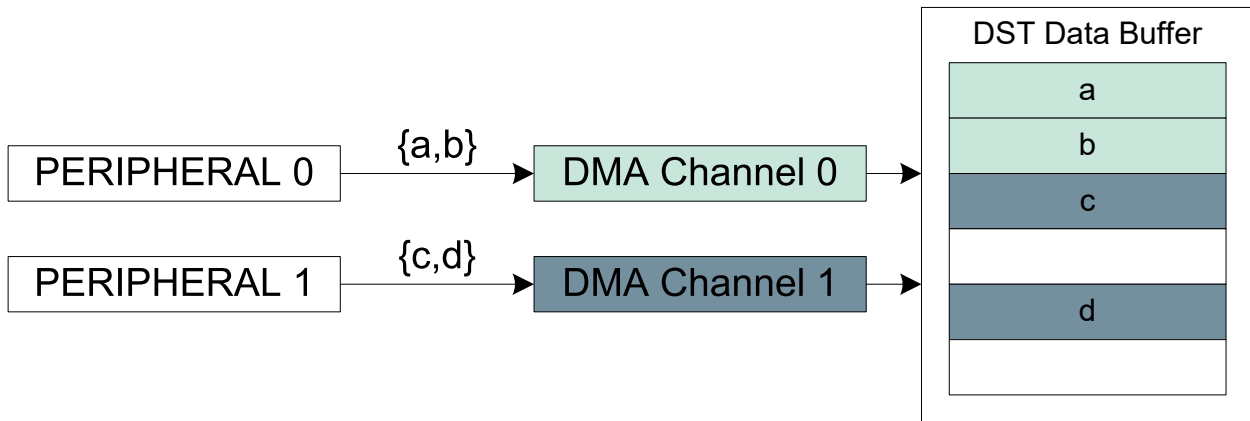 DST Data Buffer
a
b
c
d
PERIPHERAL 0
{a,b}
DMA Channel 0
PERIPHERAL 1
{c,d}
DMA Channel 1